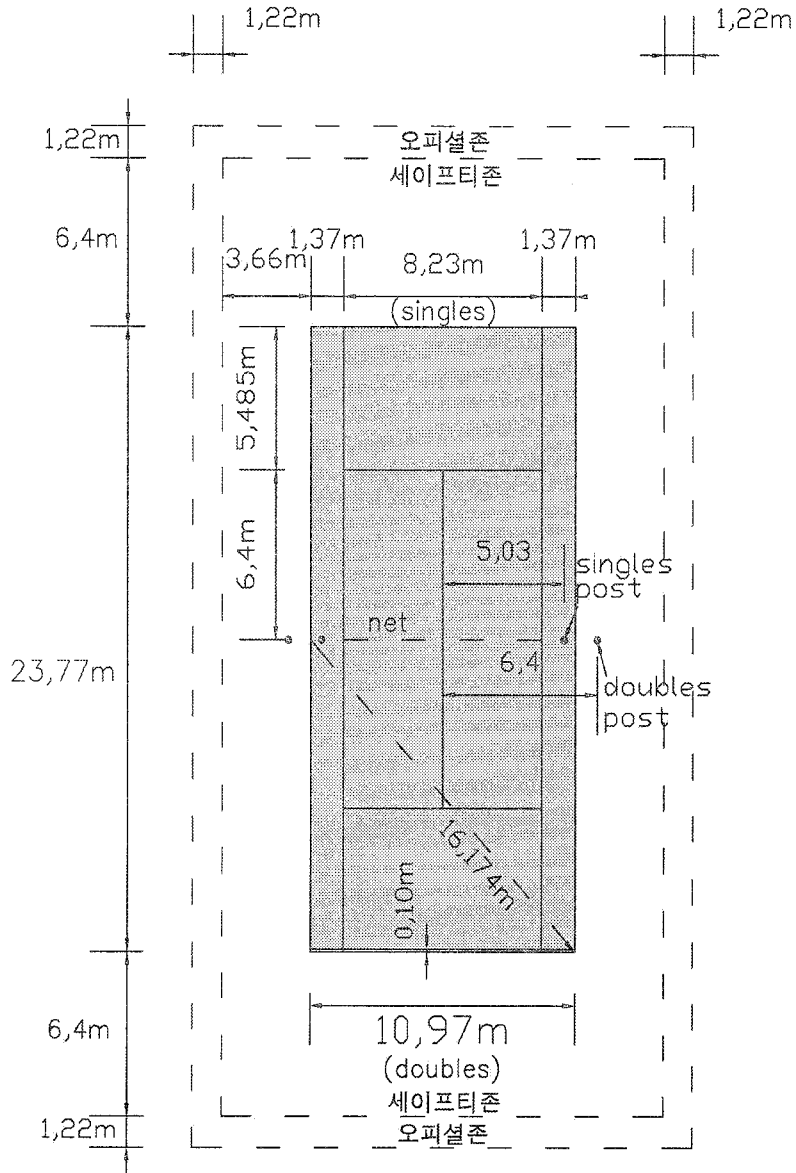 1,22m
1,22m
1,22m
오피셜존
세이프티존
6,4m
1,37m
1,37m
3,66m
8,23m
(singles)
5,485m
6,4m
5,03
singles
post
net
6,4
23,77m
doubles
post
16,174m
0,10m
10,97m
(doubles)
6,4m
세이프티존
1,22m
오피셜존